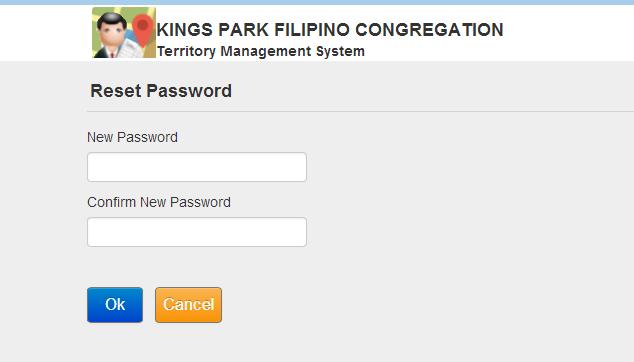 KINGS PARK FILIPINO CONGREGATION
Territory Management System
Reset Password
New Password
Confirm New Password
Ok Cancel